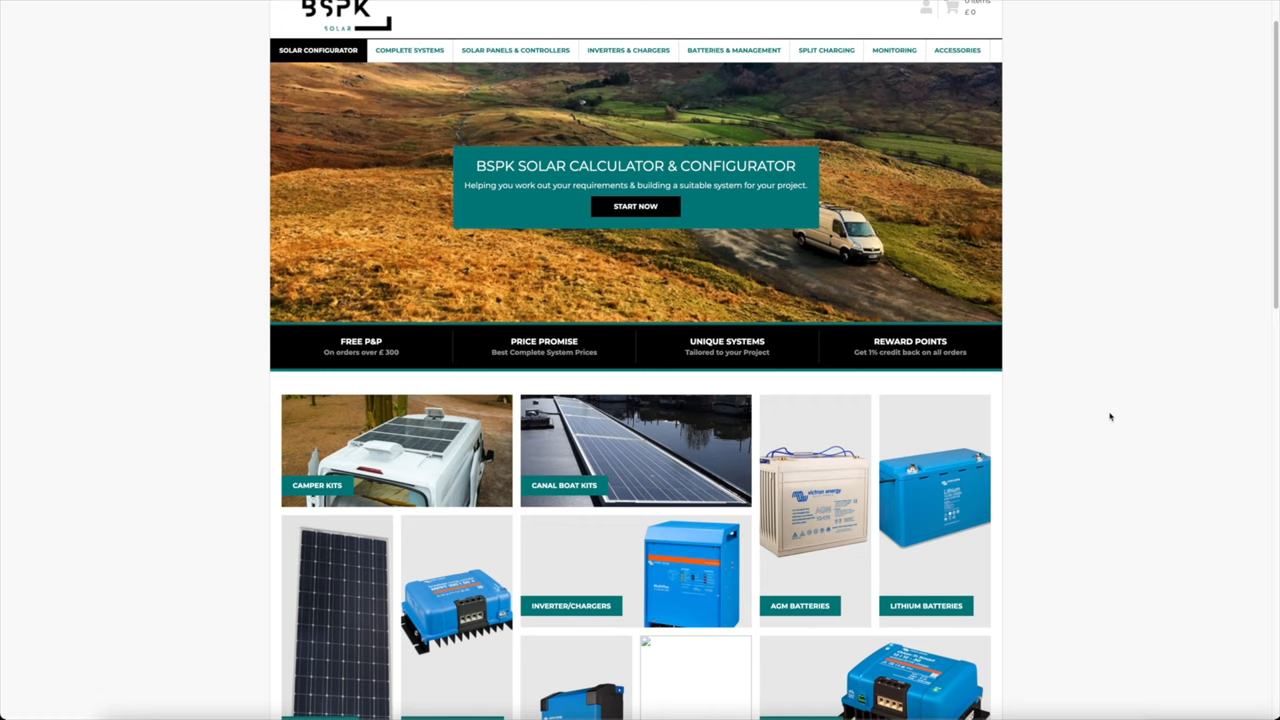 BSPK
SOLAR
0 items
£ 0
SOLAR CONFIGURATOR
COMPLETE SYSTEMS
SOLAR PANELS & CONTROLLERS
INVERTERS & CHARGERS
BATTERIES & MANAGEMENT
SPLIT CHARGING
MONITORING
ACCESSORIES
BSPK SOLAR CALCULATOR & CONFIGURATOR
Helping you work out your requirements & building a suitable system for your project.
START NOW
FREE P&P
On orders over £ 300
PRICE PROMISE
Best Complete System Prices
UNIQUE SYSTEMS
Tailored to your Project
REWARD POINTS
Get 1% credit back on all orders
CAMPER KITS
CANAL BOAT KITS
victron energy
AGM
Lithium
INVERTER/CHARGERS
AGM BATTERIES
LITHIUM BATTERIES